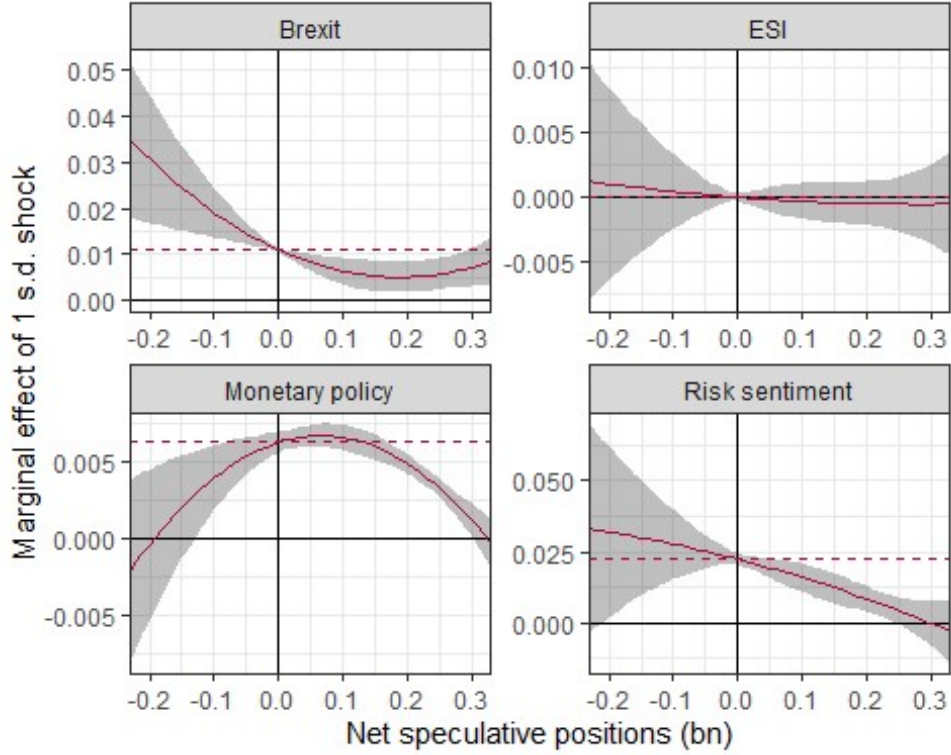 Marginal effect of 1 s.d. shock
Brexit
0.05
0.04
0.03
0.02
0.01
0.00
-0.2 -0.1 0.0 0.1 0.2 0.3
ESI
0.010
0.005
0.000
-0.005
-0.2 -0.1 0.0 0.1 0.2 0.3
Monetary policy
0.005
0.000
-0.005
-0.2 -0.1 0.0 0.1 0.2 0.3
Risk sentiment
0.050
0.025
0.000
-0.2 -0.1 0.0 0.1 0.2 0.3
Net speculative positions (bn)